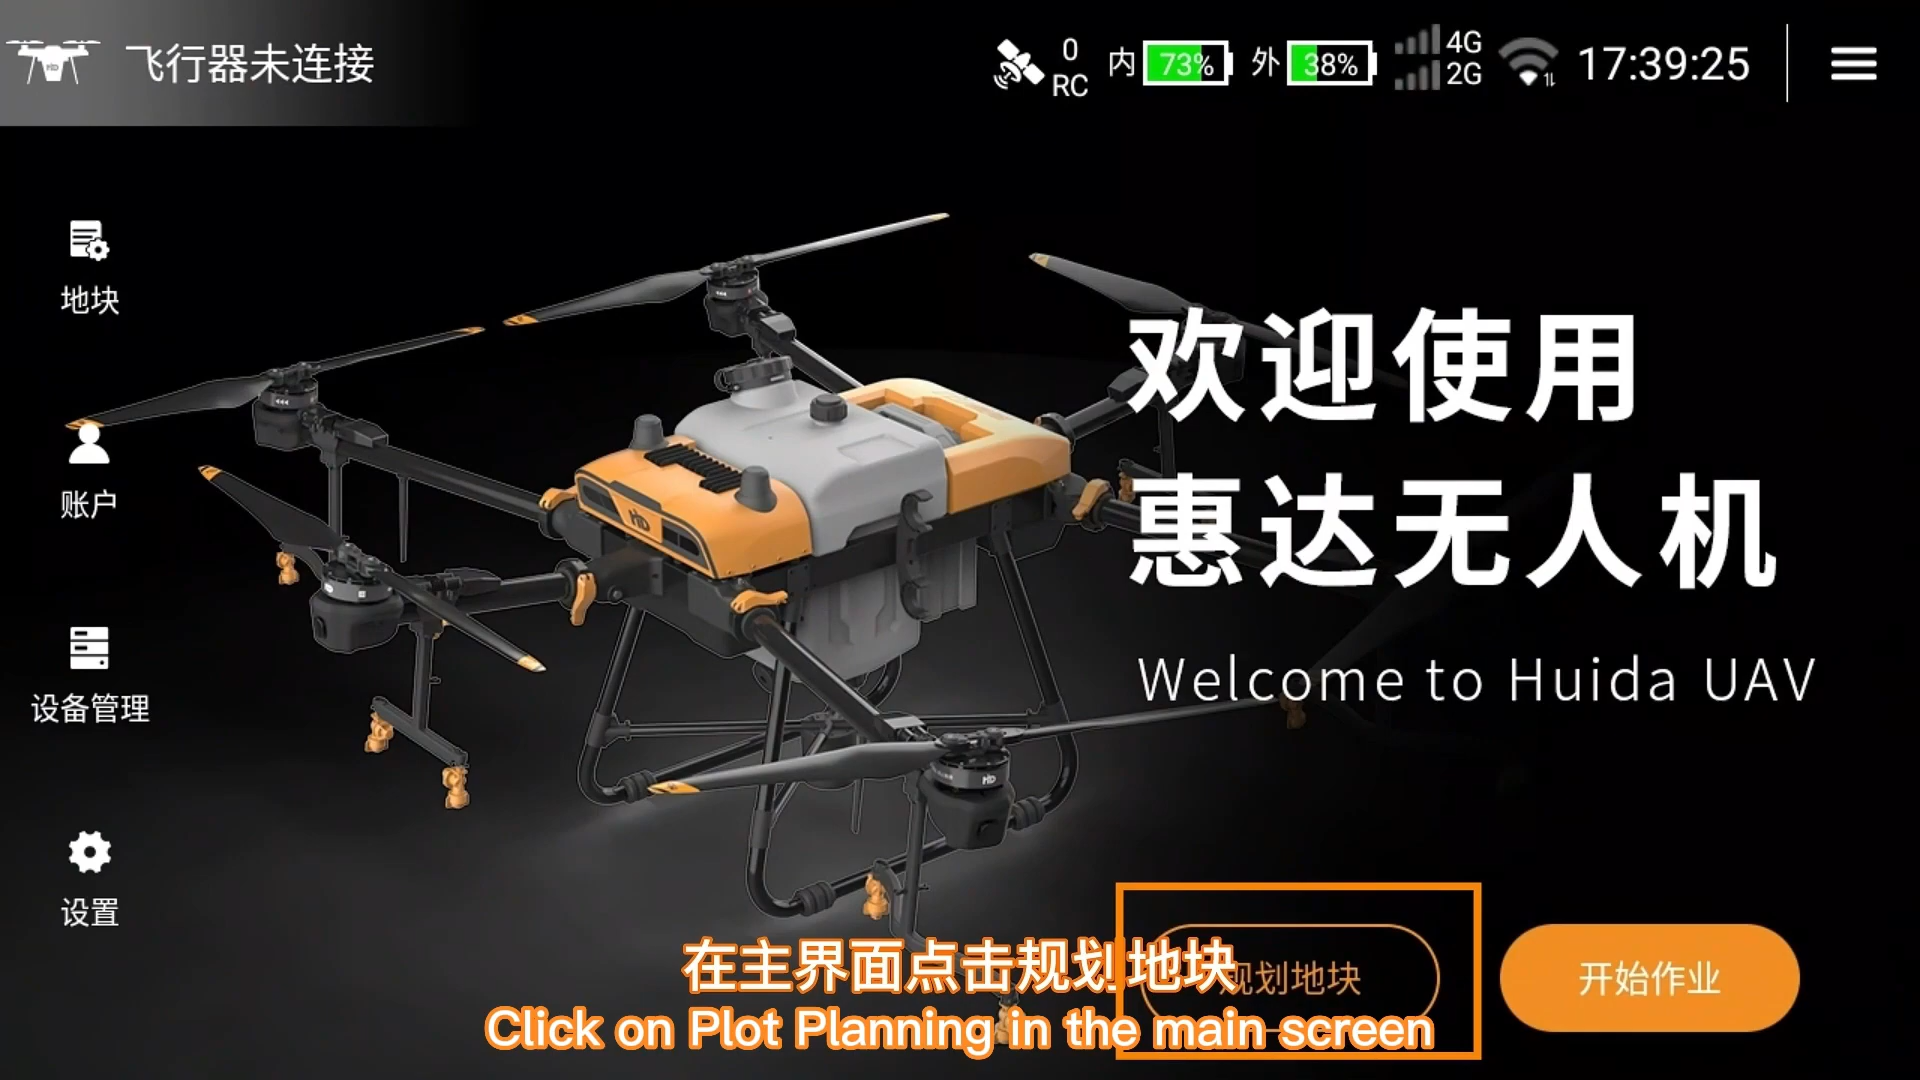 飞行器未连接
0
RC
内 73%
外 38%
4G
2G
17:39:25
地块
账户
设备管理
设置
欢迎使用
惠达无人机
Welcome to Huida UAV
规划地块
开始作业
在主界面点击规划地块
Click on Plot Planning in the main screen